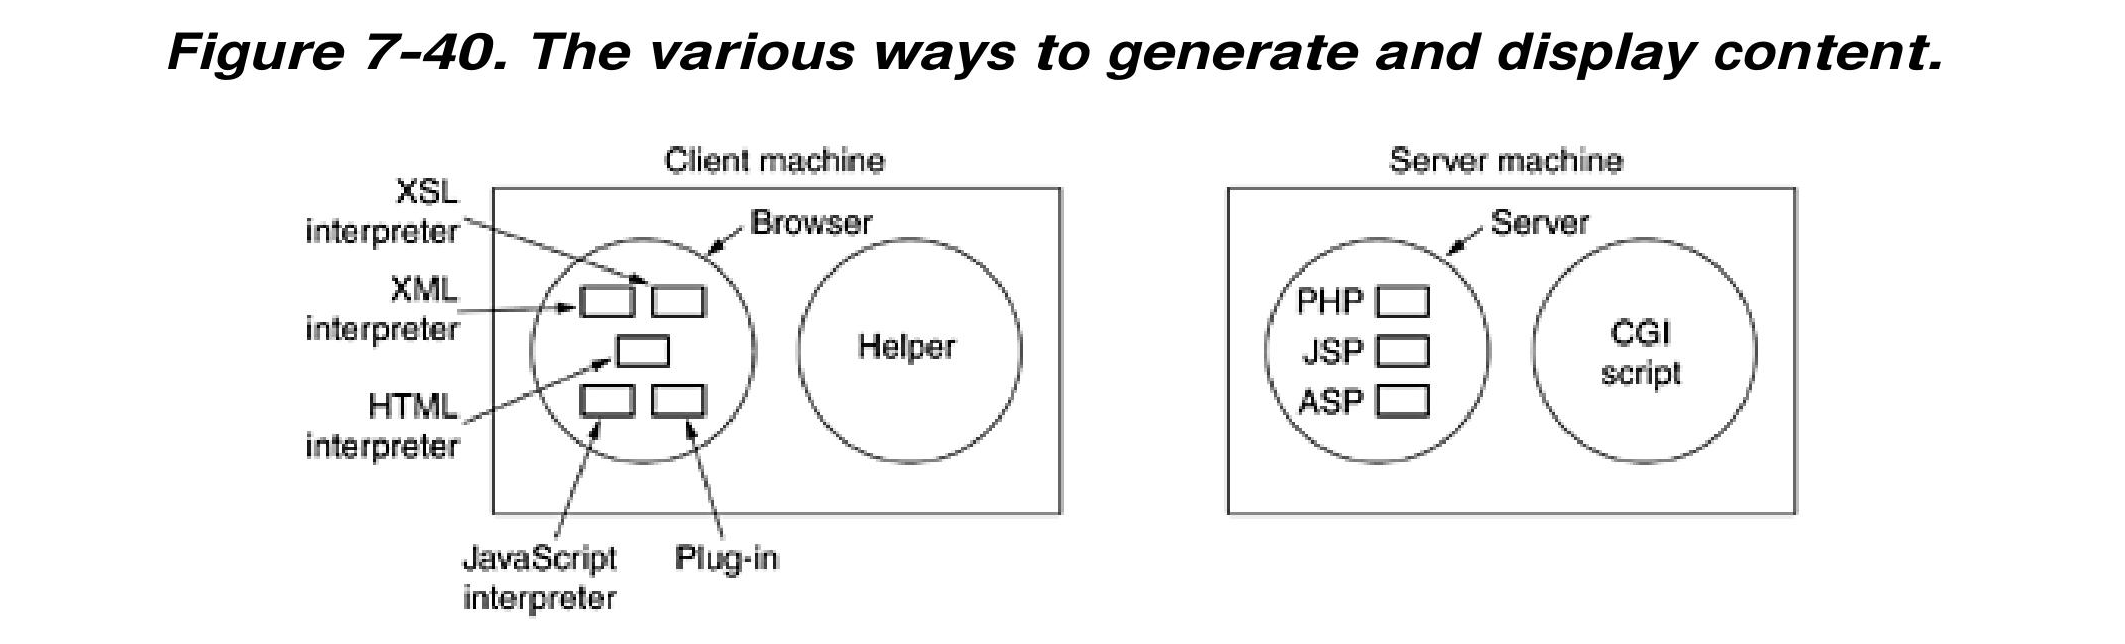 Figure 7-40. The various ways to generate and display content.
Client machine
XSL
interpreter
Browser
XML
interpreter
Helper
HTML
interpreter
JavaScript
interpreter
Plug-in
Server machine
Server
PHP
JSP
ASP
CGI
script